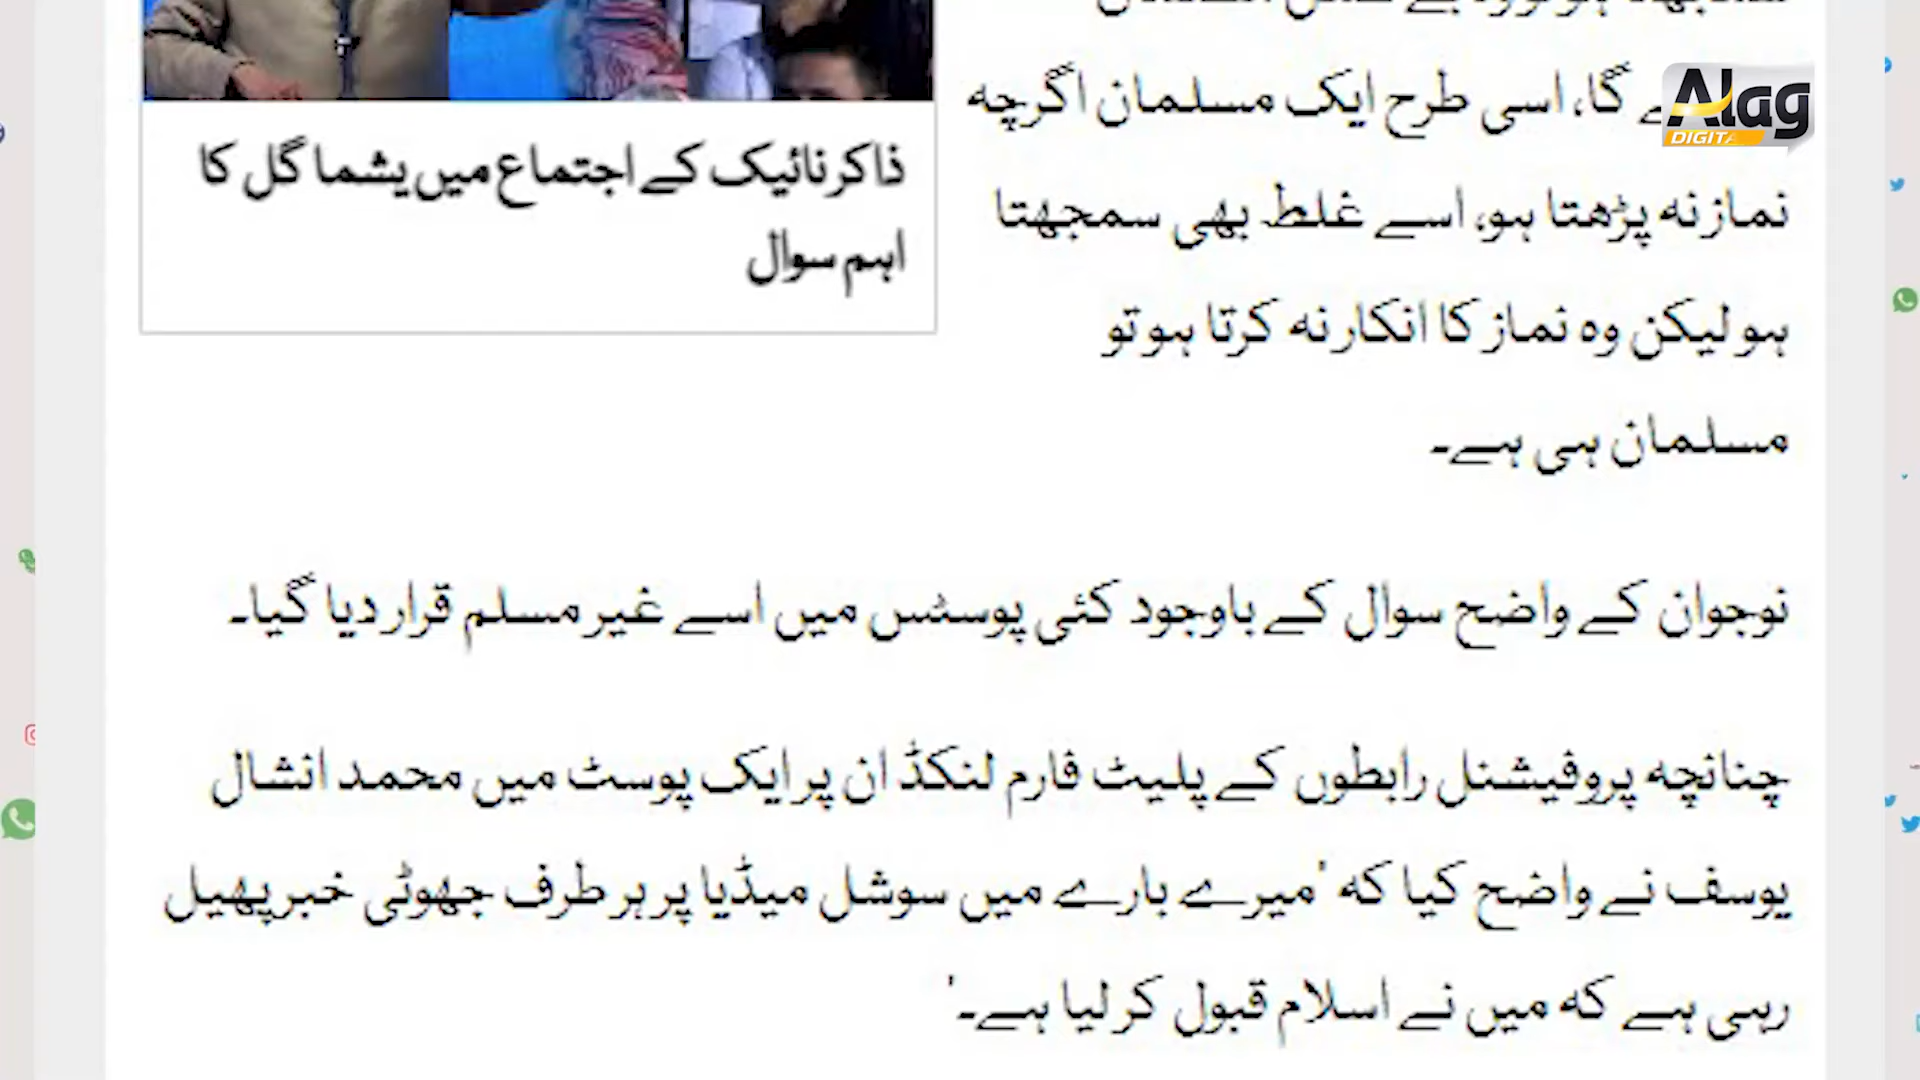 گا، اسی طرح ایک مسلمان اگرچہ
نماز نہ پڑھتا ہو، اسے غلط بھی سمجھتا
ہو لیکن وہ نماز کا انکار نہ کرتا ہو تو
مسلمان ہی ہے۔
ذاکر نائیک کے اجتماع میں یشما گل کا
اہم سوال
نوجوان کے واضح سوال کے باوجود کئی پوسٹس میں اسے غیر مسلم قرار دیا گیا۔
چنانچہ پروفیشنل رابطوں کے پلیٹ فارم لنکڈ ان پر ایک پوسٹ میں محمد انشال
یوسف نے واضح کیا کہ 'میرے بارے میں سوشل میڈیا پر ہر طرف جھوٹی خبر پھیل
رہی ہے کہ میں نے اسلام قبول کر لیا ہے۔'
Alag
DIGITA